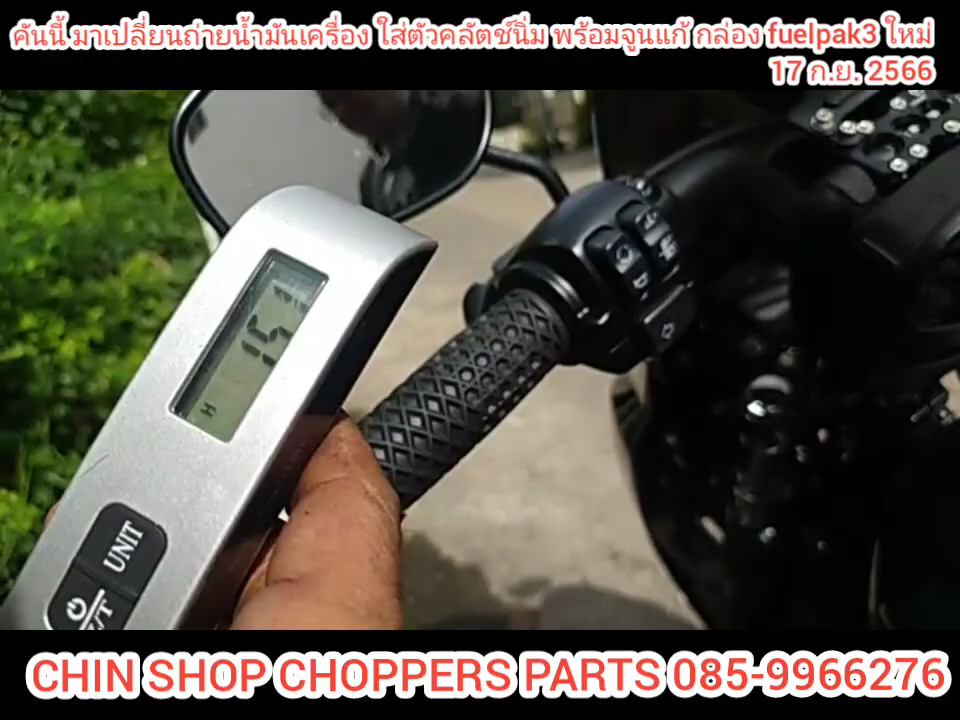 คันนี้ มาเปลี่ยนถ่ายน้ำมันเครื่อง ใส่ตัวคลัตช์นิ่ม พร้อมจูนแก้ กล่อง fuelpak3 ใหม่
17 ก.ย. 2566
H
UNIT
CHIN SHOP CHOPPERS PARTS 085-9966276